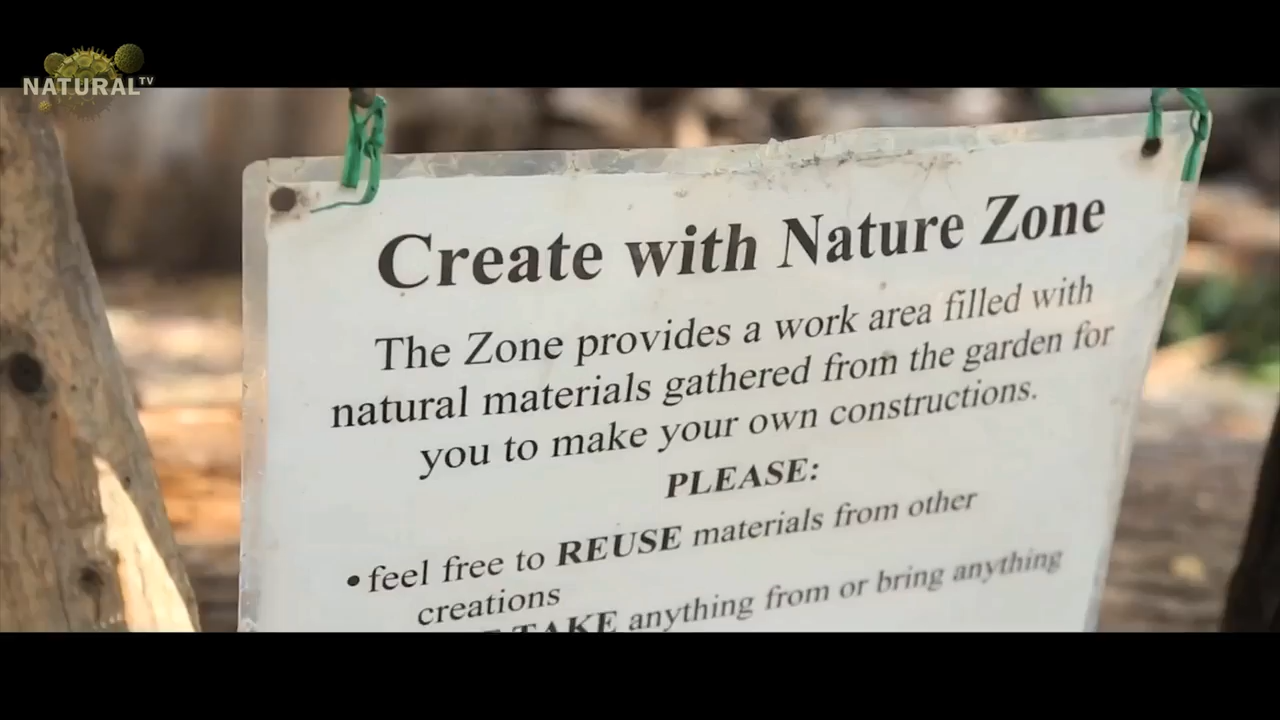 NATURAL TV
Create with Nature Zone
The Zone provides a work area filled with
natural materials gathered from the garden for
you to make your own constructions.
PLEASE:
• feel free to REUSE materials from other
creations
TAKE anything from or bring anything